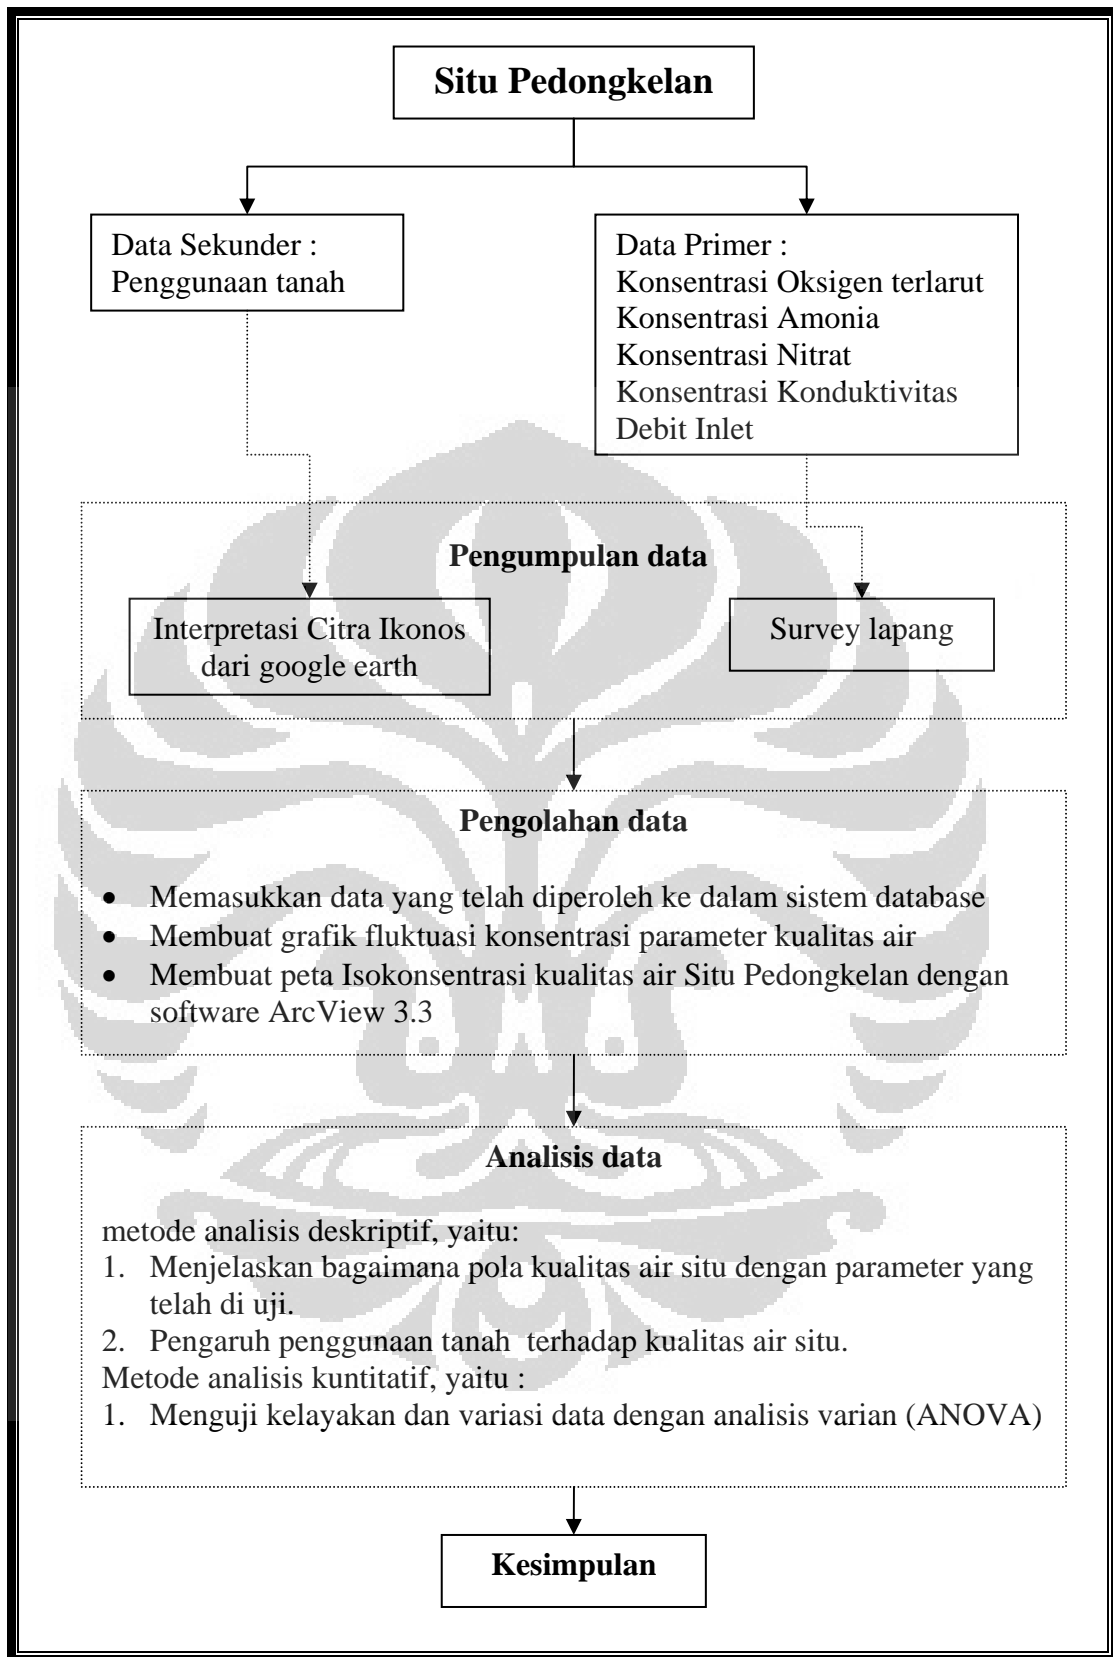 Situ Pedongkelan
Data Sekunder :
Penggunaan tanah
Data Primer :
Konsentrasi Oksigen terlarut
Konsentrasi Amonia
Konsentrasi Nitrat
Konsentrasi Konduktivitas
Debit Inlet
Pengumpulan data
Interpretasi Citra Ikonos
dari google earth
Survey lapang
Pengolahan data
• Memasukkan data yang telah diperoleh ke dalam sistem database
• Membuat grafik fluktuasi konsentrasi parameter kualitas air
• Membuat peta Isokonsentrasi kualitas air Situ Pedongkelan dengan
software ArcView 3.3
Analisis data
metode analisis deskriptif, yaitu:
1. Menjelaskan bagaimana pola kualitas air situ dengan parameter yang
telah di uji.
2. Pengaruh penggunaan tanah terhadap kualitas air situ.
Metode analisis kuntitatif, yaitu :
1. Menguji kelayakan dan variasi data dengan analisis varian (ANOVA)
Kesimpulan